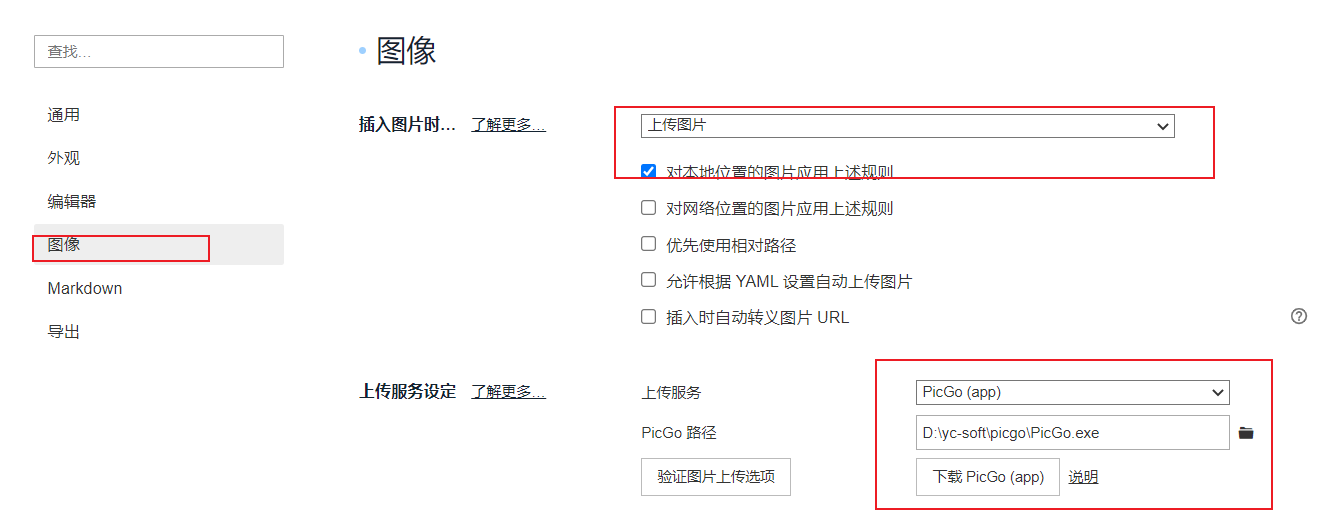 查找...
通用
外观
编辑器
图像
Markdown
导出
图像
插入图片时... 了解更多...
上传图片
对本地位置的图片应用上述规则
对网络位置的图片应用上述规则
优先使用相对路径
允许根据 YAML 设置自动上传图片
插入时自动转义图片 URL
上传服务设定 了解更多...
上传服务 PicGo (app)
PicGo 路径 D:\yc-soft\picgo\PicGo.exe
验证图片上传选项 下载 PicGo (app) 说明